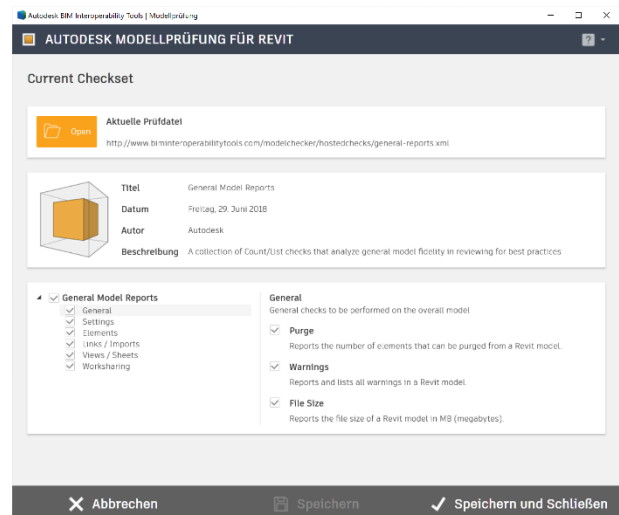 Autodesk BIM Interoperability Tools | Modellprüfung
AUTODESK MODELLPRÜFUNG FÜR REVIT
?
Current Checkset
Open
Aktuelle Prüfdatei
http://www.biminteroperabilitytools.com/modelchecker/hostedchecks/general-reports.xml
Titel General Model Reports
Datum Freitag, 29. Juni 2018
Autor Autodesk
Beschreibung A collection of Count/List checks that analyze general model ficelity in reviewing for best practices
General Model Reports
General
Settings
Elements
Links / Imports
Views / Sheets
Worksharing
General
General checks to be performed on the overall model
Purge
Reports the number of elements that can be purged from a Revit model.
Warnings
Reports and lists all warnings in a Revit model
File Size
Reports the file size of a Revit model in MB (megabytes).
Abbrechen
Speichern
Speichern und Schließen